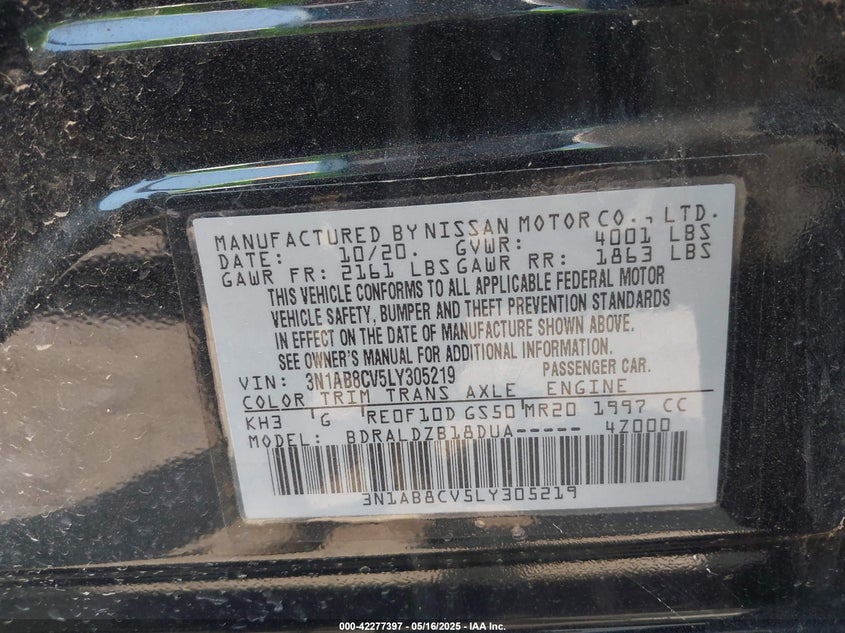 MANUFACTURED BY NISSAN MOTOR CO., LTD.
DATE: 10/20. GVWR: 4001 LBS
GAWR FR: 2161 LBS GAWR RR: 1863 LBS
THIS VEHICLE CONFORMS TO ALL APPLICABLE FEDERAL MOTOR
VEHICLE SAFETY, BUMPER AND THEFT PREVENTION STANDARDS
IN EFFECT ON THE DATE OF MANUFACTURE SHOWN ABOVE.
SEE OWNER'S MANUAL FOR ADDITIONAL INFORMATION.
VIN: 3N1AB8CV5LY305219 PASSENGER CAR.
COLOR TRIM TRANS AXLE ENGINE
KH3 G RE0F10D GS50 MR20 1997 CC
MODEL: BDRALDZB18DUA----- 4Z000
3N1AB8CV5LY305219
000-42277397 - 05/16/2025 - IAA Inc.